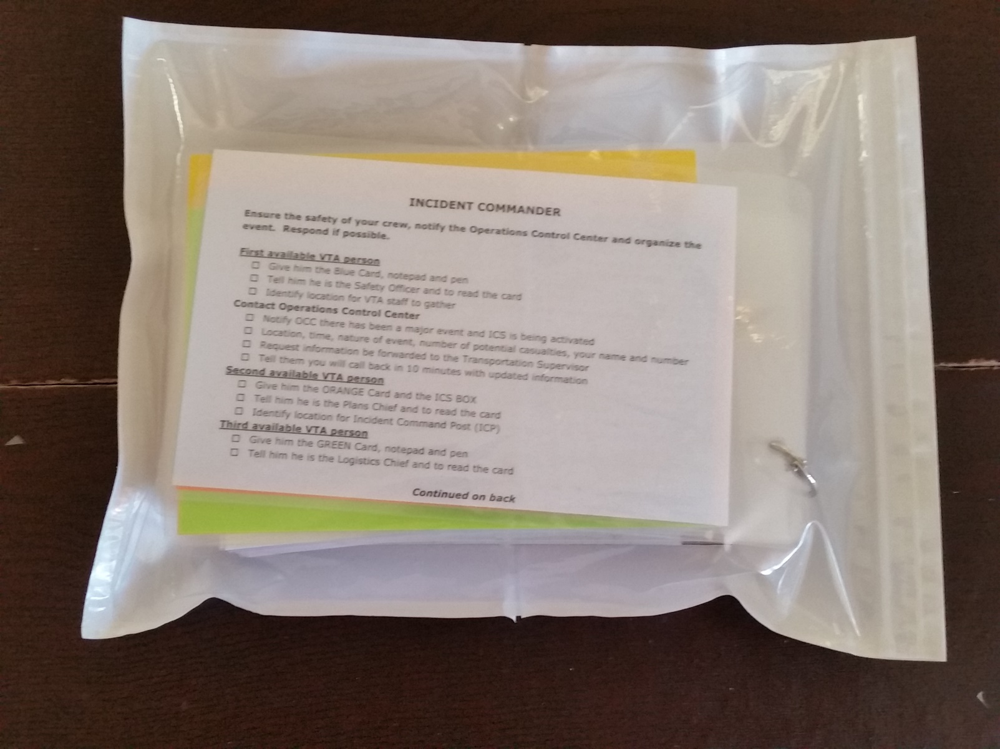 INCIDENT COMMANDER
Ensure the safety of your crew, notify the Operations Control Center and organize the
event. Respond if possible.
First available VTA person
☐ Give him the Blue Card, notepad and pen
☐ Tell him he is the Safety Officer and to read the card
☐ Identify location for VTA staff to gather
Contact Operations Control Center
☐ Notify OCC there has been a major event and ICS is being activated
☐ Location, time, nature of event, number of potential casualties, your name and number
☐ Request information be forwarded to the Transportation Supervisor
☐ Tell them you will call back in 10 minutes with updated information
Second available VTA person
☐ Give him the ORANGE Card and the ICS BOX
☐ Tell him he is the Plans Chief and to read the card
☐ Identify location for Incident Command Post (ICP)
Third available VTA person
☐ Give him the GREEN Card, notepad and pen
☐ Tell him he is the Logistics Chief and to read the card
Continued on back